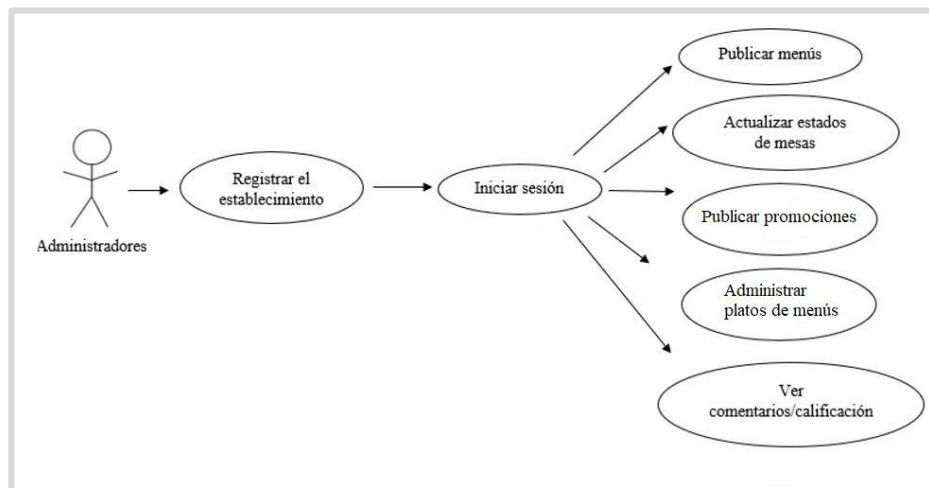 Publicar menús
Actualizar estados
de mesas
Registrar el
establecimiento
Iniciar sesión
Publicar promociones
Administradores
Administrar
platos de menús
Ver
comentarios/calificación